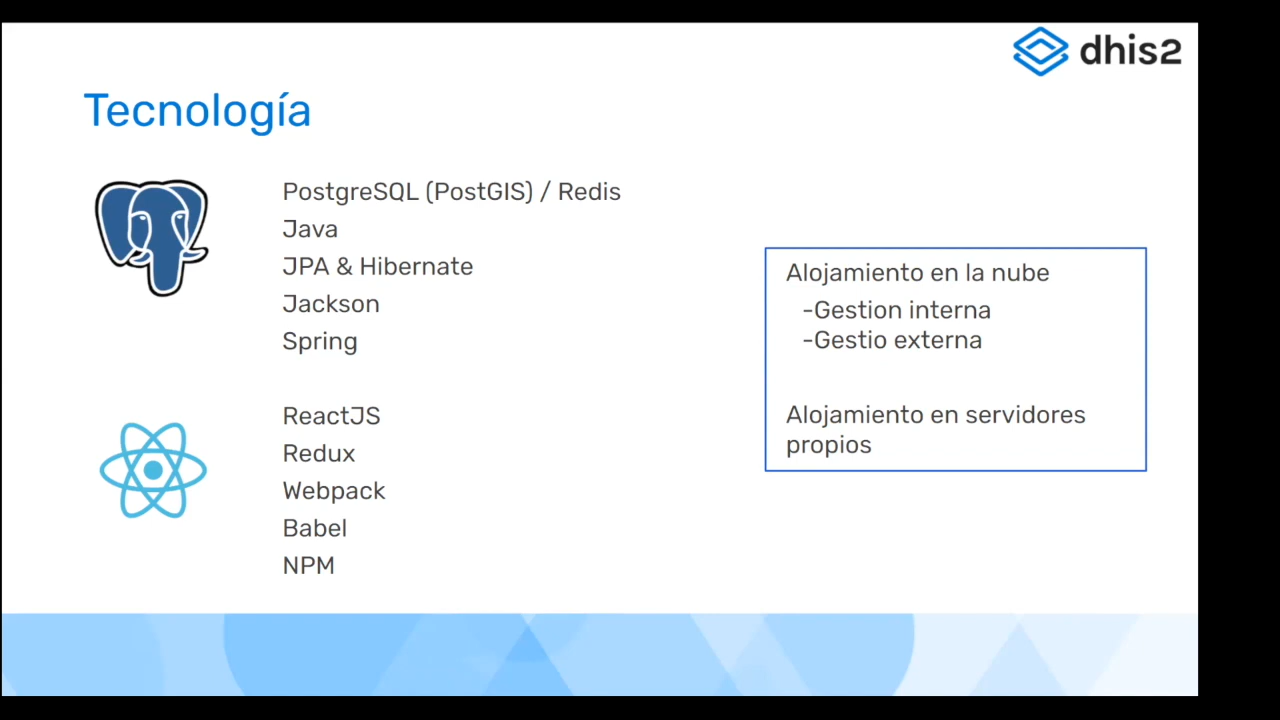 dhis2
Tecnología
PostgreSQL (PostGIS) / Redis
Java
JPA & Hibernate
Jackson
Spring
ReactJS
Redux
Webpack
Babel
NPM
Alojamiento en la nube
-Gestion interna
-Gestio externa
Alojamiento en servidores
propios